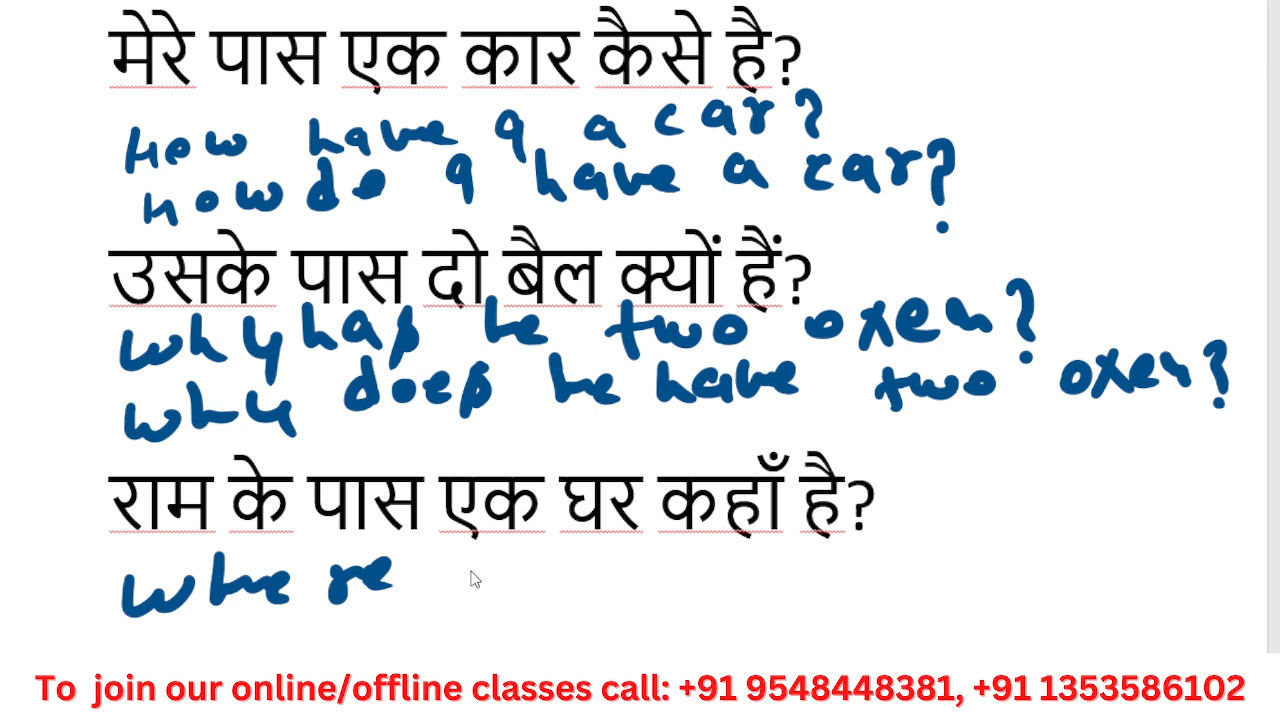 मेरे पास एक कार कैसे है?
How have I a car?
How do I have a car?
उसके पास दो बैल क्यों हैं?
why has he two oxen?
why does he have two oxen?
राम के पास एक घर कहाँ है?
where
To join our online/offline classes call: +91 9548448381, +91 1353586102